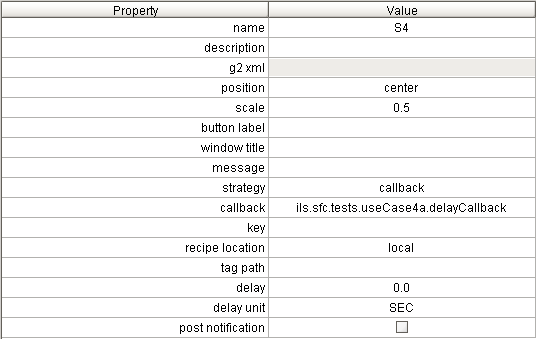 Property Value
name S4
description
g2 xml
position center
scale 0.5
button label
window title
message
strategy callback
callback ils.sfc.tests.useCase4a.delayCallback
key
recipe location local
tag path
delay 0.0
delay unit SEC
post notification